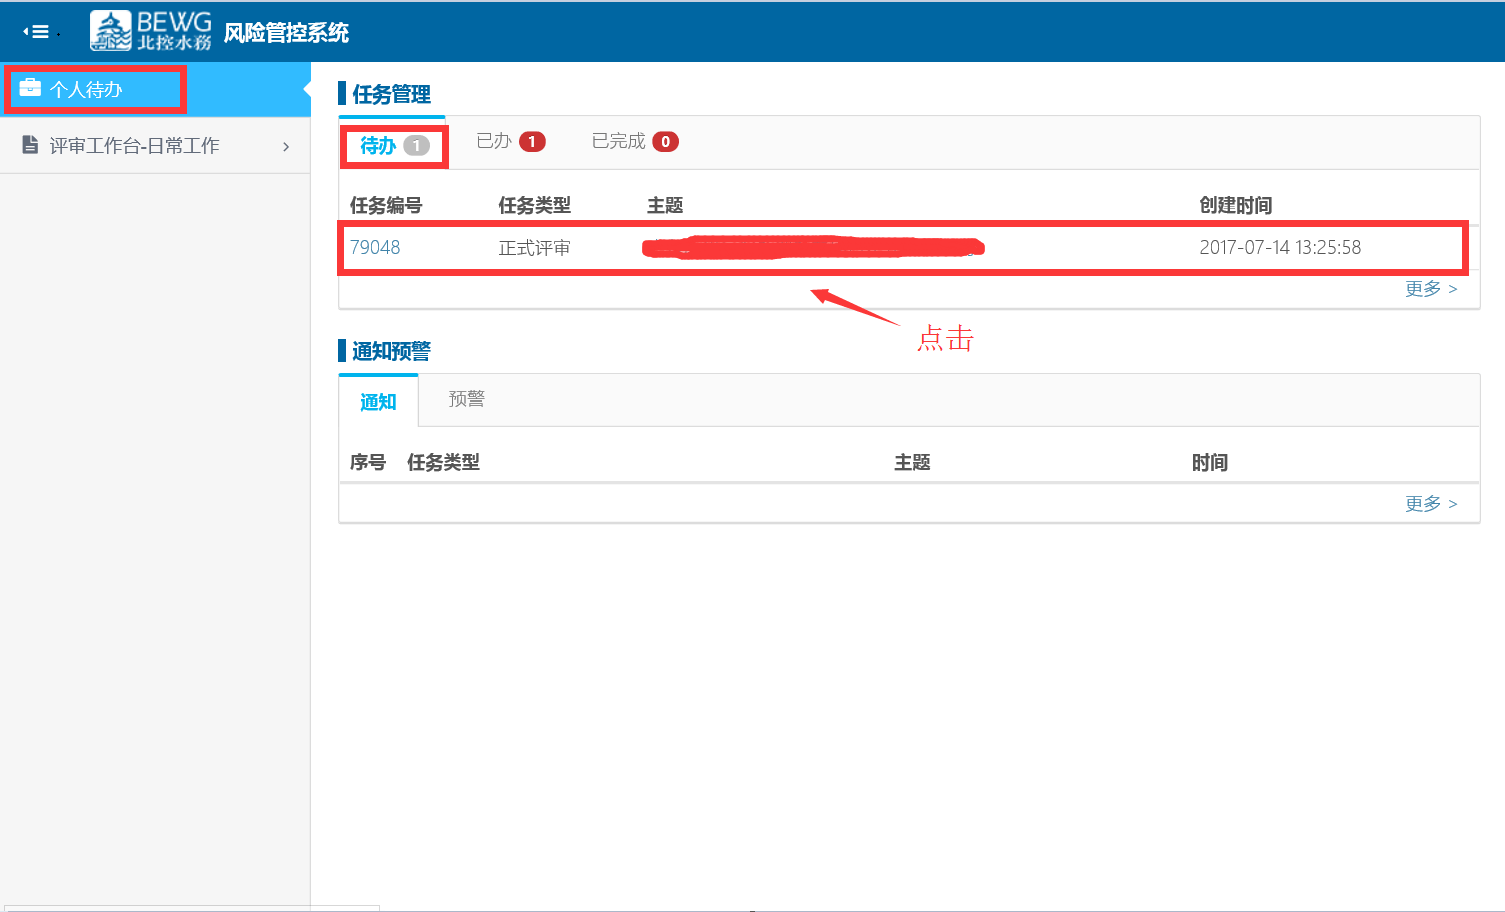 BEWG
北控水務
风险管控系统
个人待办
评审工作台-日常工作
任务管理
待办 1 已办 1 已完成 0
任务编号 任务类型 主题 创建时间
79048 正式评审 2017-07-14 13:25:58
更多 >
点击
通知预警
通知 预警
序号 任务类型 主题 时间
更多 >